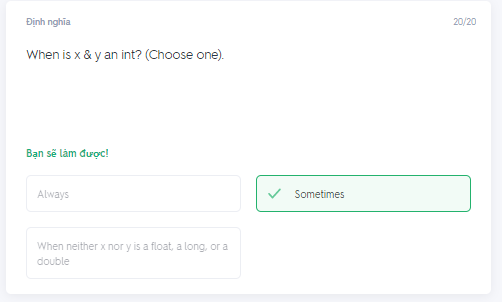 Định nghĩa
20/20
When is x & y an int? (Choose one).
Bạn sẽ làm được!
Always
Sometimes
When neither x nor y is a float, a long, or a
double